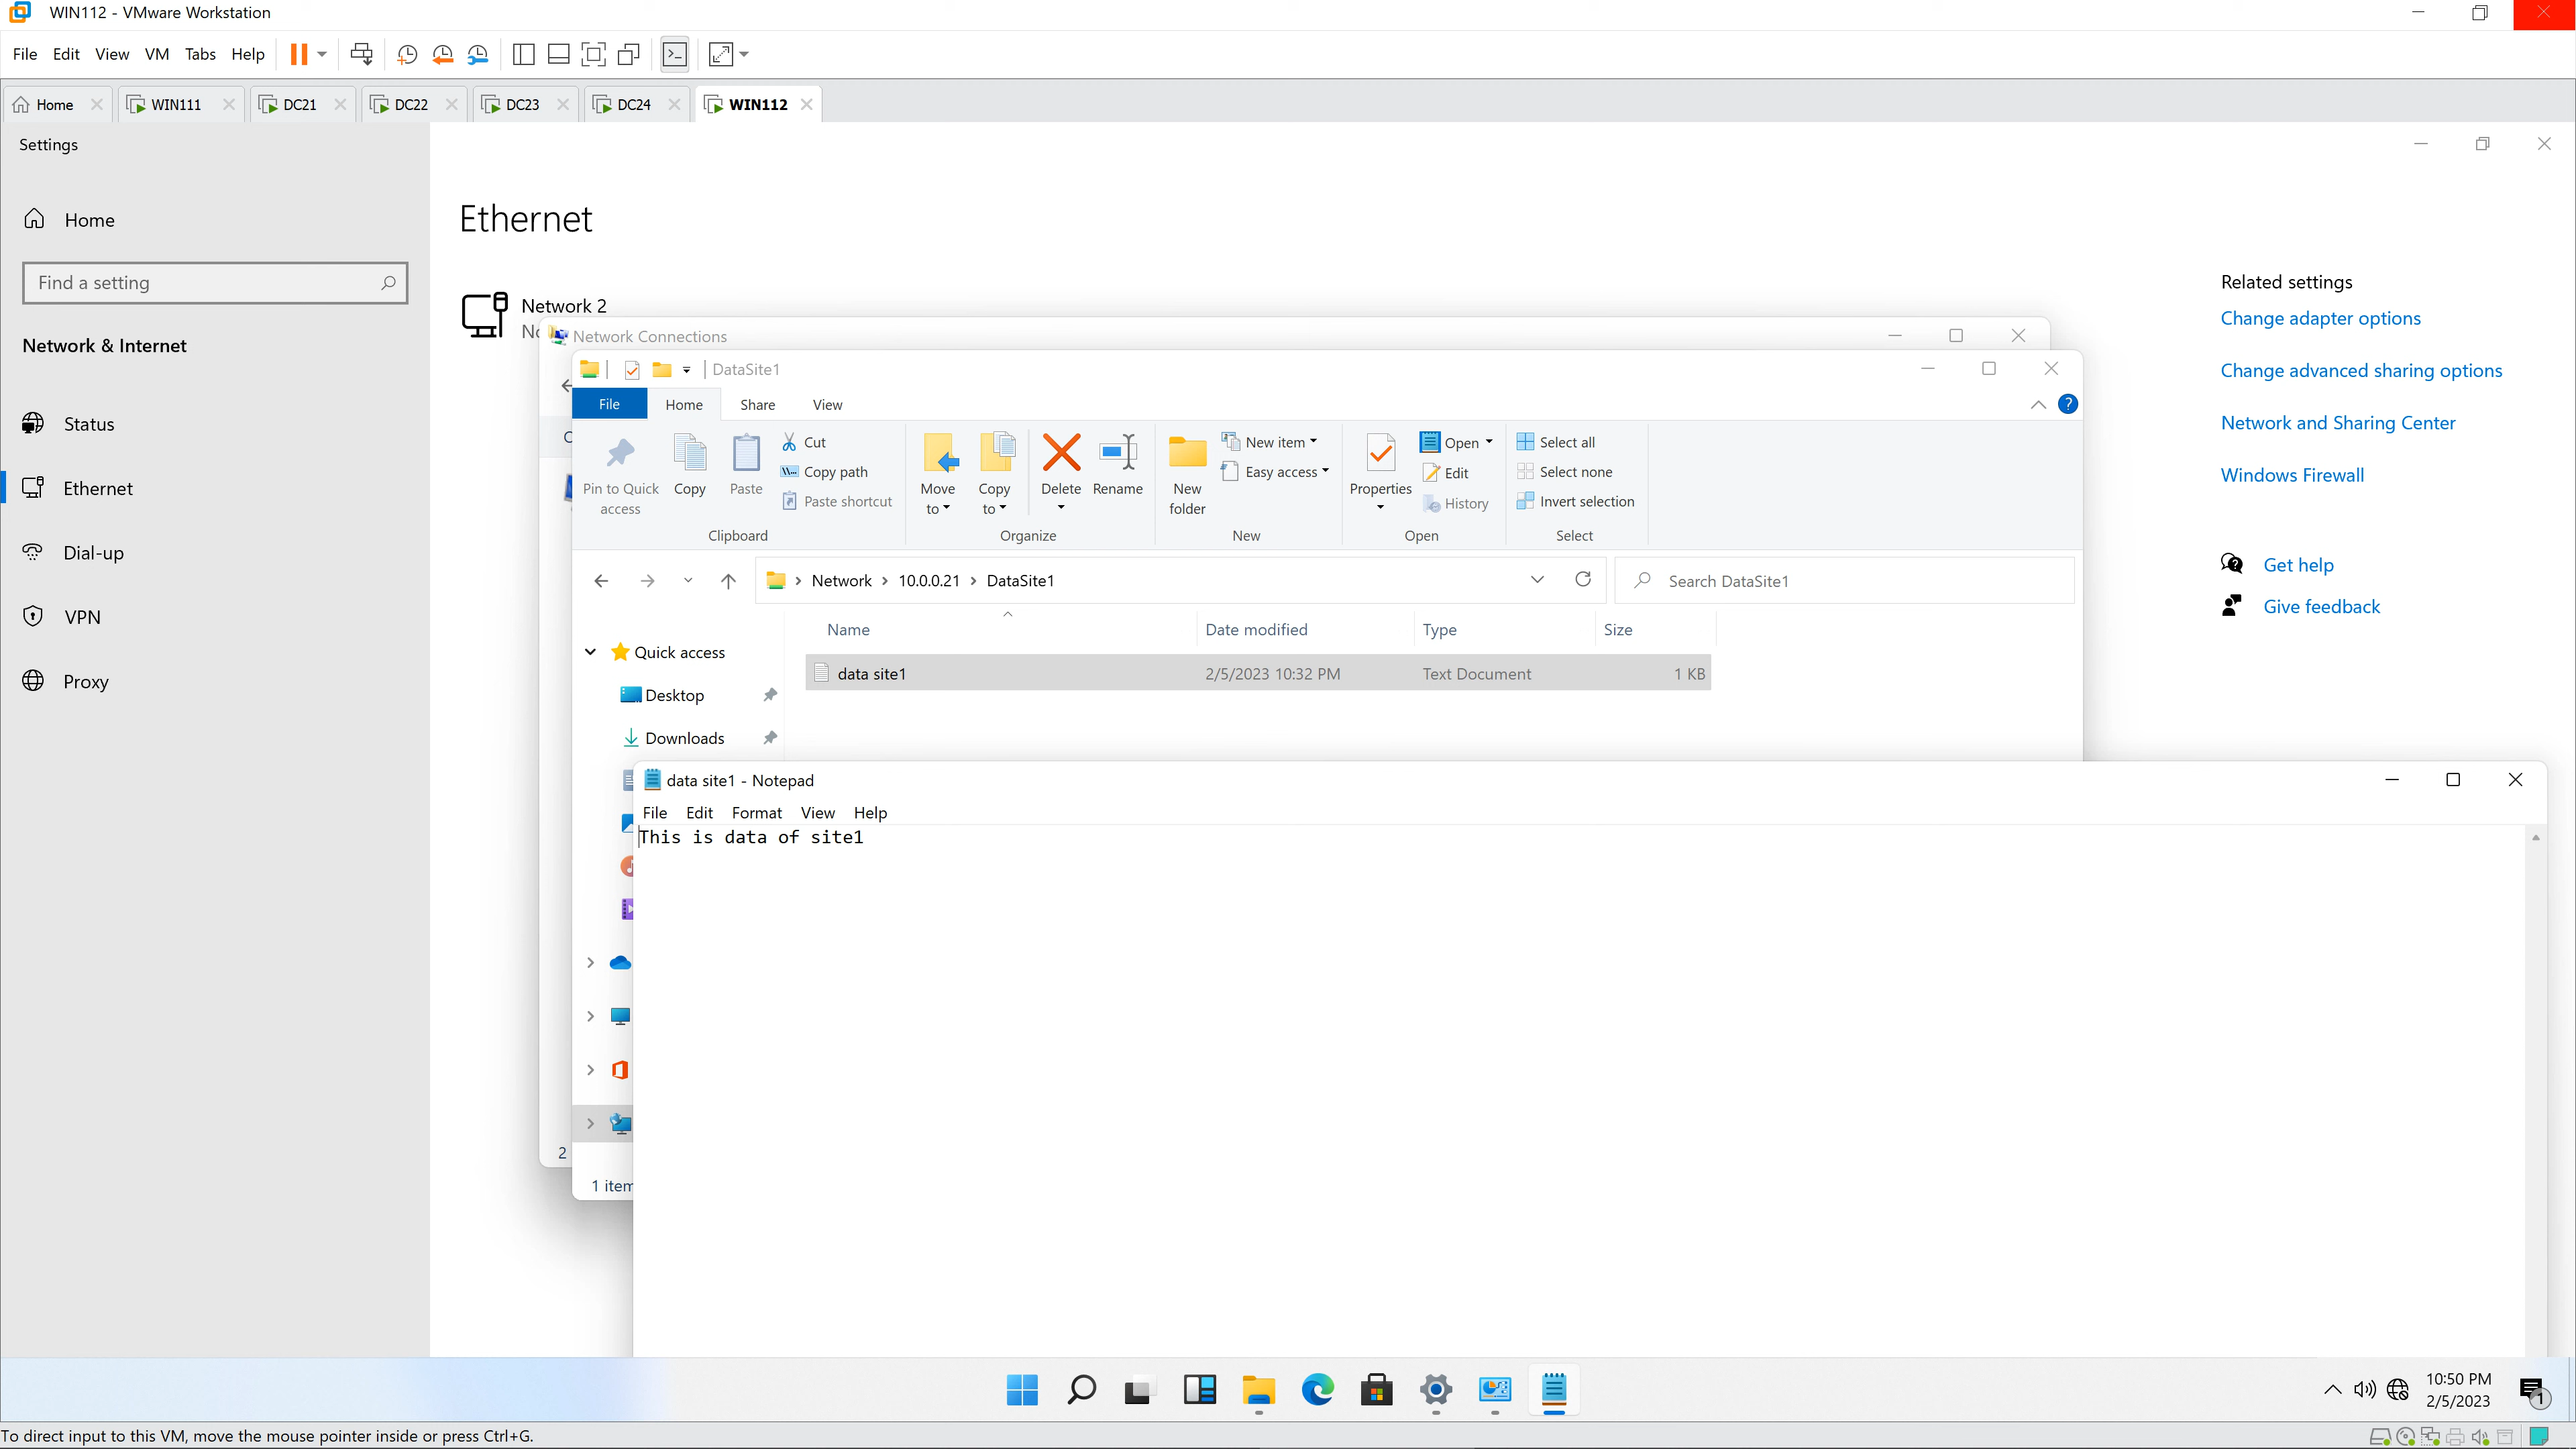 WIN112 - VMware Workstation
File Edit View VM Tabs Help
Home WIN111 DC21 DC22 DC23 DC24 WIN112
Settings
Home
Ethernet
Find a setting
Network & Internet
Status
Ethernet
Dial-up
VPN
Proxy
Network 2
Related settings
Change adapter options
Change advanced sharing options
Network and Sharing Center
Windows Firewall
Get help
Give feedback
Network Connections
DataSite1
File Home Share View
Pin to Quick access
Copy
Paste
Cut
Copy path
Paste shortcut
Clipboard
Move to
Copy to
Delete
Rename
Organize
New folder
New item
Easy access
New
Properties
Open
Edit
History
Open
Select all
Select none
Invert selection
Select
Network > 10.0.0.21 > DataSite1
Search DataSite1
Name Date modified Type Size
Quick access
Desktop
Downloads
data site1 2/5/2023 10:32 PM Text Document 1 KB
2
1 item
data site1 - Notepad
File Edit Format View Help
This is data of site1
10:50 PM
2/5/2023
1
To direct input to this VM, move the mouse pointer inside or press Ctrl+G.